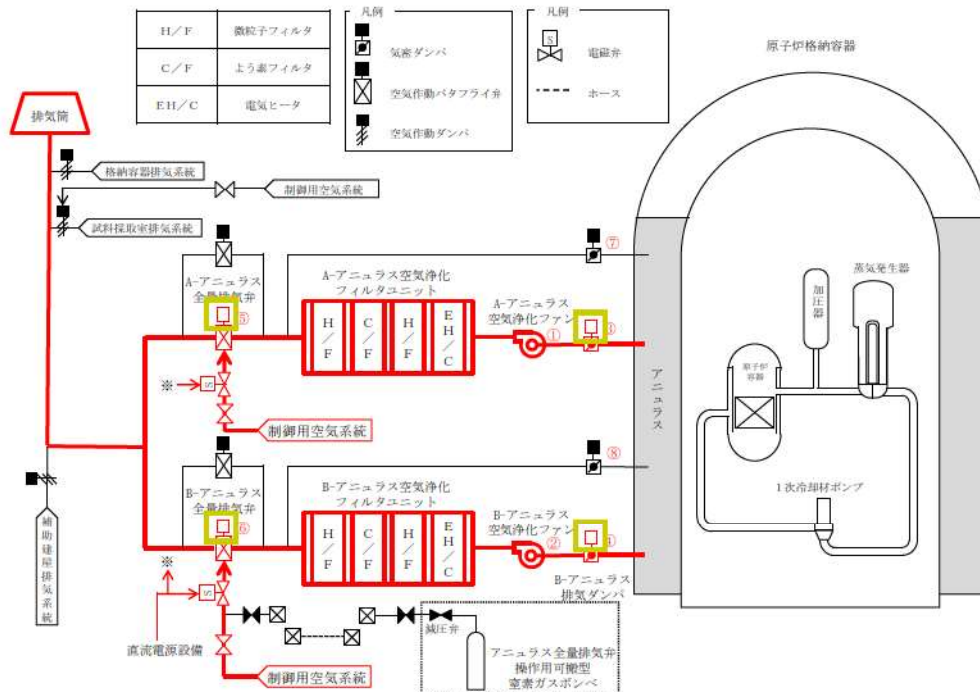 H/F 微粒子フィルタ
C/F よう素フィルタ
EH/C 電気ヒータ
凡例
気密ダンパ
空気作動バタフライ弁
空気作動ダンパ
凡例
S
電磁弁
ホース
原子炉格納容器
排気筒
格納容器排気系統
制御用空気系統
試料採取室排気系統
⑦
A-アニュラス
全量排気弁
⑤
A-アニュラス空気浄化
フィルタユニット
H/F
C/F
H/F
EH/C
A-アニュラス
空気浄化ファン
①
③
※
S
制御用空気系統
アニュラス
加圧器
蒸気発生器
原子炉
容器
1次冷却材ポンプ
⑧
B-アニュラス
全量排気弁
⑥
B-アニュラス空気浄化
フィルタユニット
H/F
C/F
H/F
EH/C
B-アニュラス
空気浄化ファン
②
④
B-アニュラス
排気ダンパ
補助建屋排気系統
※
S
直流電源設備
制御用空気系統
減圧弁
アニュラス全量排気弁
操作用可搬型
窒素ガスボンベ